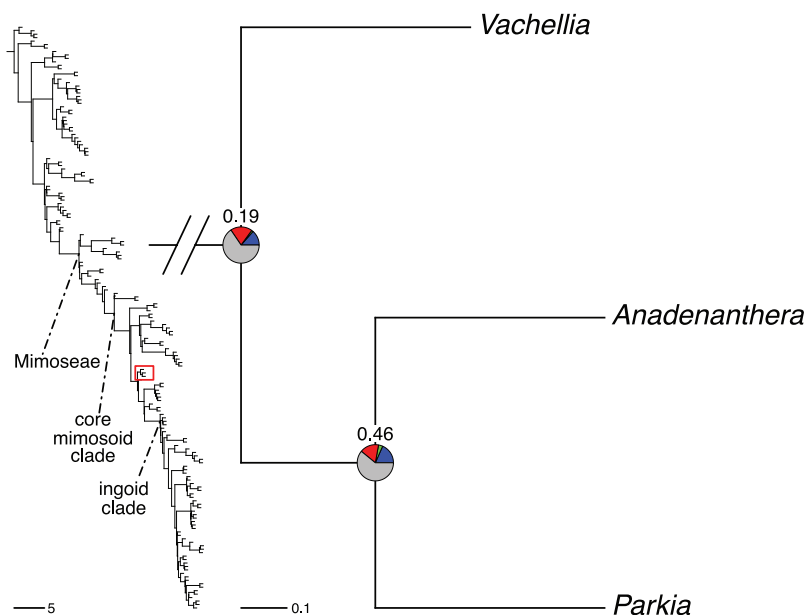 Vachellia
0.19
Anadenanthera
Mimoseae
core
mimosoid
clade
0.46
ingoid
clade
5
0.1
Parkia